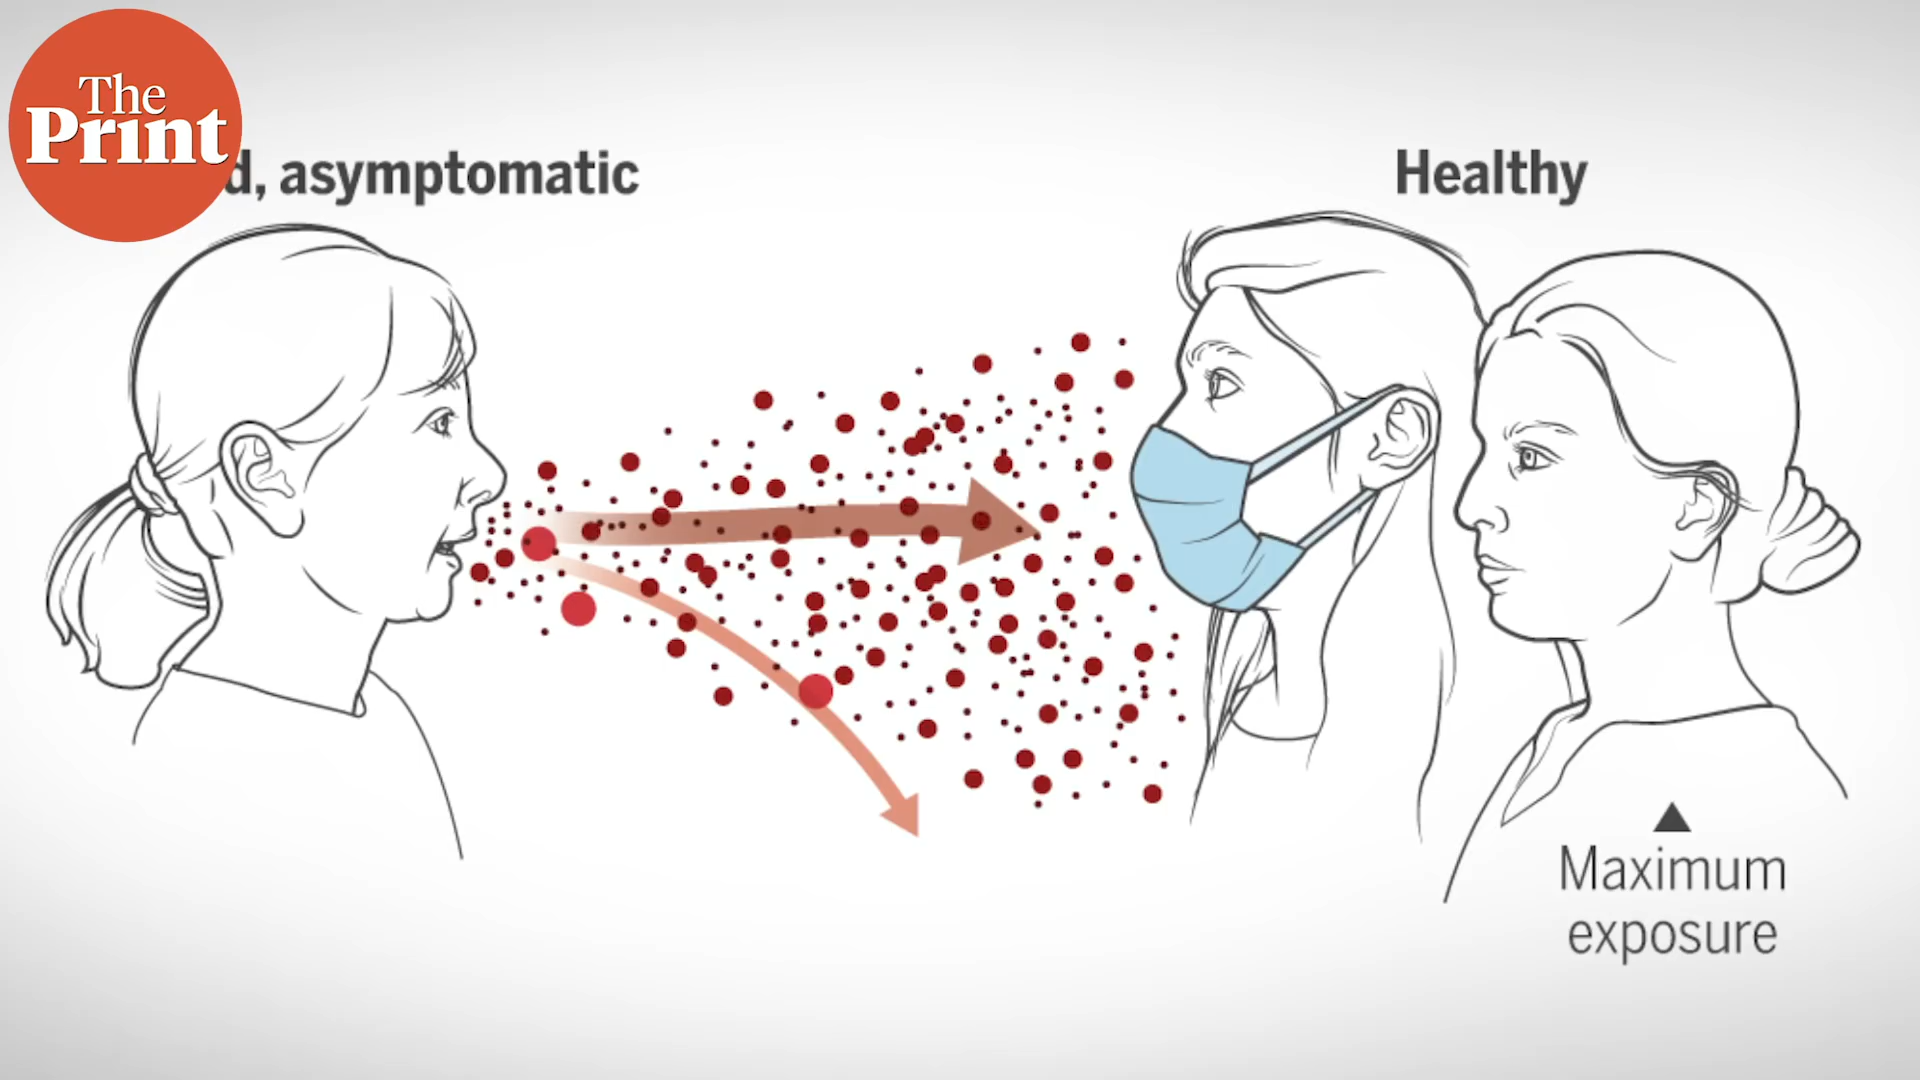 The
Print
d, asymptomatic
Healthy
Maximum
exposure